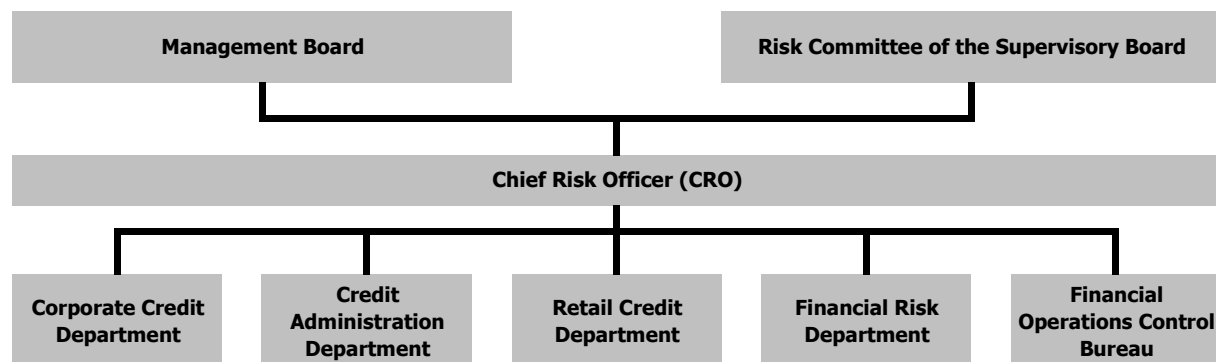 Management Board
Risk Committee of the Supervisory Board
Chief Risk Officer (CRO)
Corporate Credit
Department
Credit
Administration
Department
Retail Credit
Department
Financial Risk
Department
Financial
Operations Control
Bureau